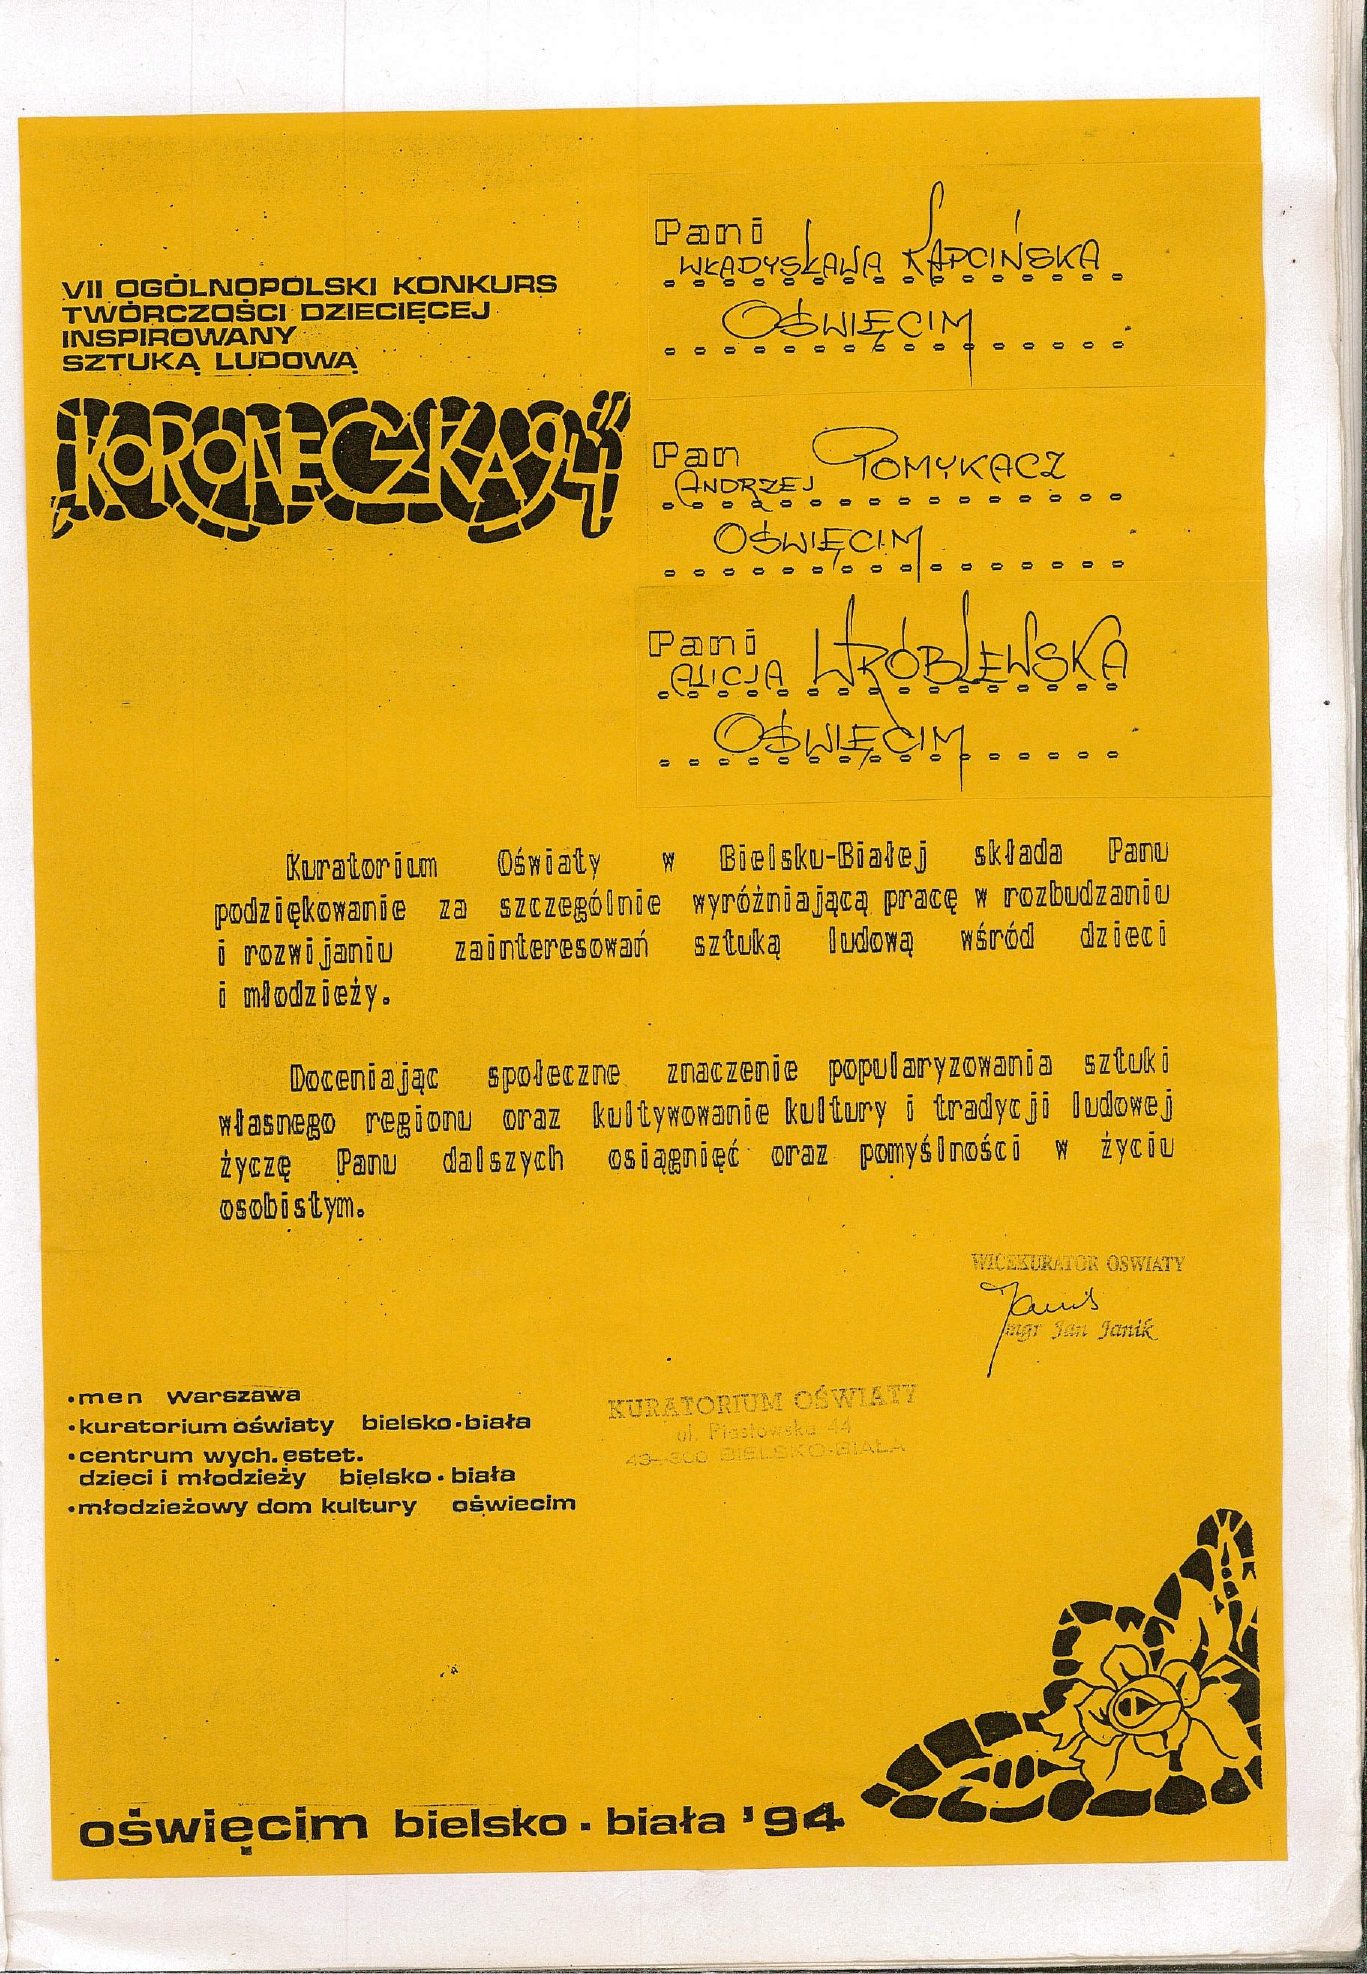 VII OGÓLNOPOLSKI KONKURS
TWÓRCZOŚCI DZIECIĘCEJ
INSPIROWANY
SZTUKĄ LUDOWĄ
„KORONECZKA 94"
Pani
WŁADYSŁAWA KAPCIŃSKA
OŚWIĘCIM
Pan
ANDRZEJ POMYKACZ
OŚWIĘCIM
Pani
ALICJA WRÓBLEWSKA
OŚWIĘCIM
Kuratorium Oświaty w Bielsku-Białej składa Panu
podziękowanie za szczególnie wyróżniającą pracę w rozbudzaniu
i rozwijaniu zainteresowań sztuką ludową wśród dzieci
i młodzieży.
Doceniając społeczne znaczenie popularyzowania sztuki
własnego regionu oraz kultywowanie kultury i tradycji ludowej
życzę Panu dalszych osiągnięć oraz pomyślności w życiu
osobistym.
WICEKURATOR OŚWIATY
Janik
mgr Jan Janik
•men warszawa
•kuratorium oświaty bielsko•biała
•centrum wych.estet.
dzieci i młodzieży bielsko•biała
•młodzieżowy dom kultury oświecim
KURATORIUM OŚWIATY
ul. Piastowska 44
43-300 BIELSKO-BIAŁA
oświęcim bielsko•biała '94